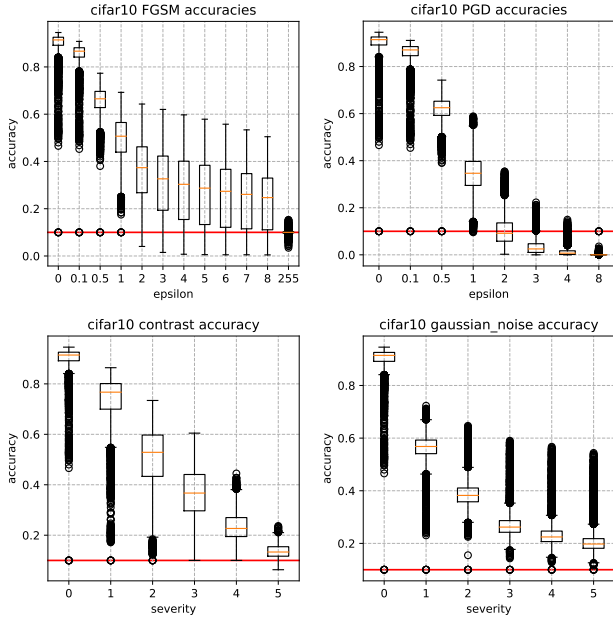 cifar10 FGSM accuracies
accuracy
0.8
0.6
0.4
0.2
0.0
0 0.1 0.5 1 2 3 4 5 6 7 8 255
epsilon
cifar10 PGD accuracies
accuracy
0.8
0.6
0.4
0.2
0.0
0 0.1 0.5 1 2 3 4 8
epsilon
cifar10 contrast accuracy
accuracy
0.8
0.6
0.4
0.2
0 1 2 3 4 5
severity
cifar10 gaussian_noise accuracy
accuracy
0.8
0.6
0.4
0.2
0 1 2 3 4 5
severity